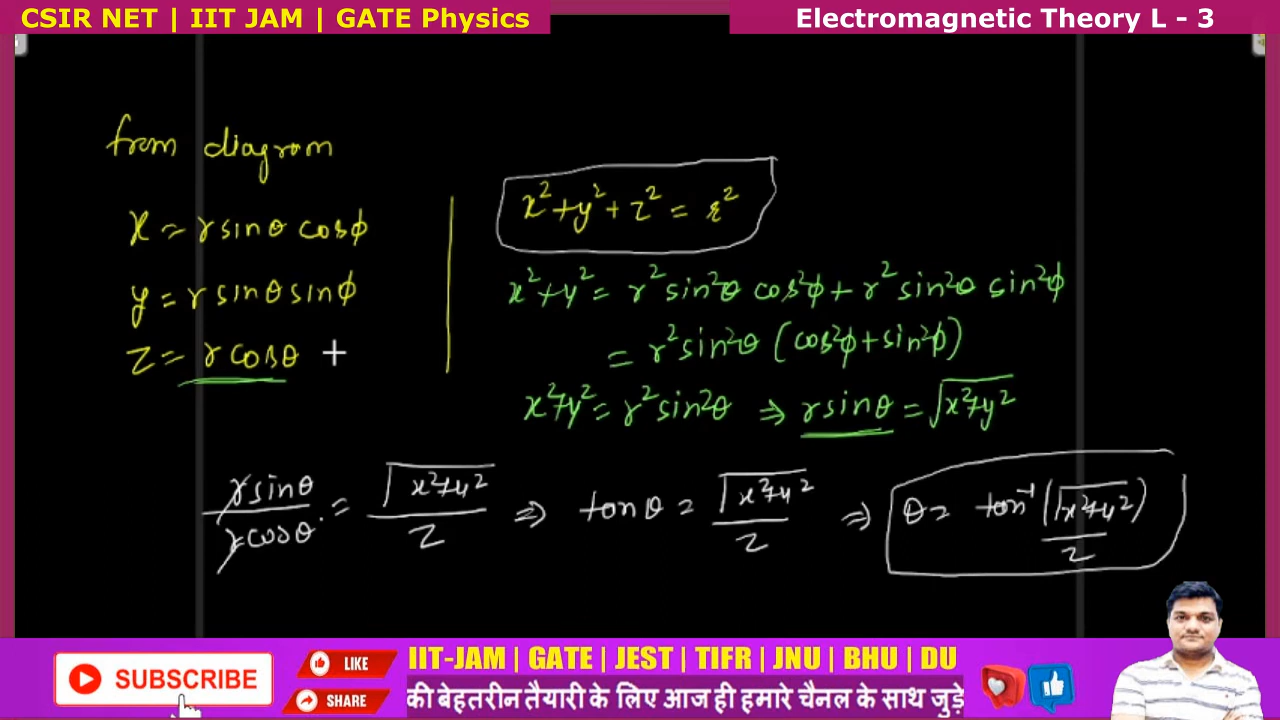 CSIR NET | IIT JAM | GATE Physics
Electromagnetic Theory L - 3
from diagram
x = r sinθ cosϕ
y = r sinθ sinϕ
z = r cosθ
x² + y² + z² = r²
x² + y² = r² sin²θ cos²ϕ + r² sin²θ sin²ϕ
= r² sin²θ (cos²ϕ + sin²ϕ)
x² + y² = r² sin²θ ⇒ r sinθ = √(x² + y²)
r sinθ / r cosθ = √(x² + y²) / z ⇒ tanθ = √(x² + y²) / z ⇒ θ = tan⁻¹ (√(x² + y²) / z)
SUBSCRIBE
LIKE
SHARE
IIT-JAM | GATE | JEST | TIFR | JNU | BHU | DU
की बेहतरीन तैयारी के लिए आज ही हमारे चैनल के साथ जुड़े